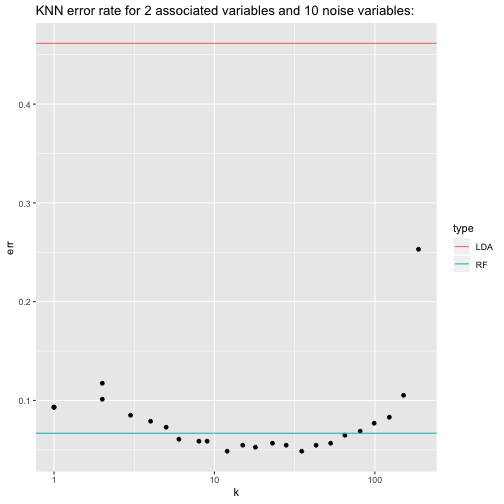 KNN error rate for 2 associated variables and 10 noise variables:
0.4
0.3
0.2
0.1
err
1
10
100
k
type
LDA
RF